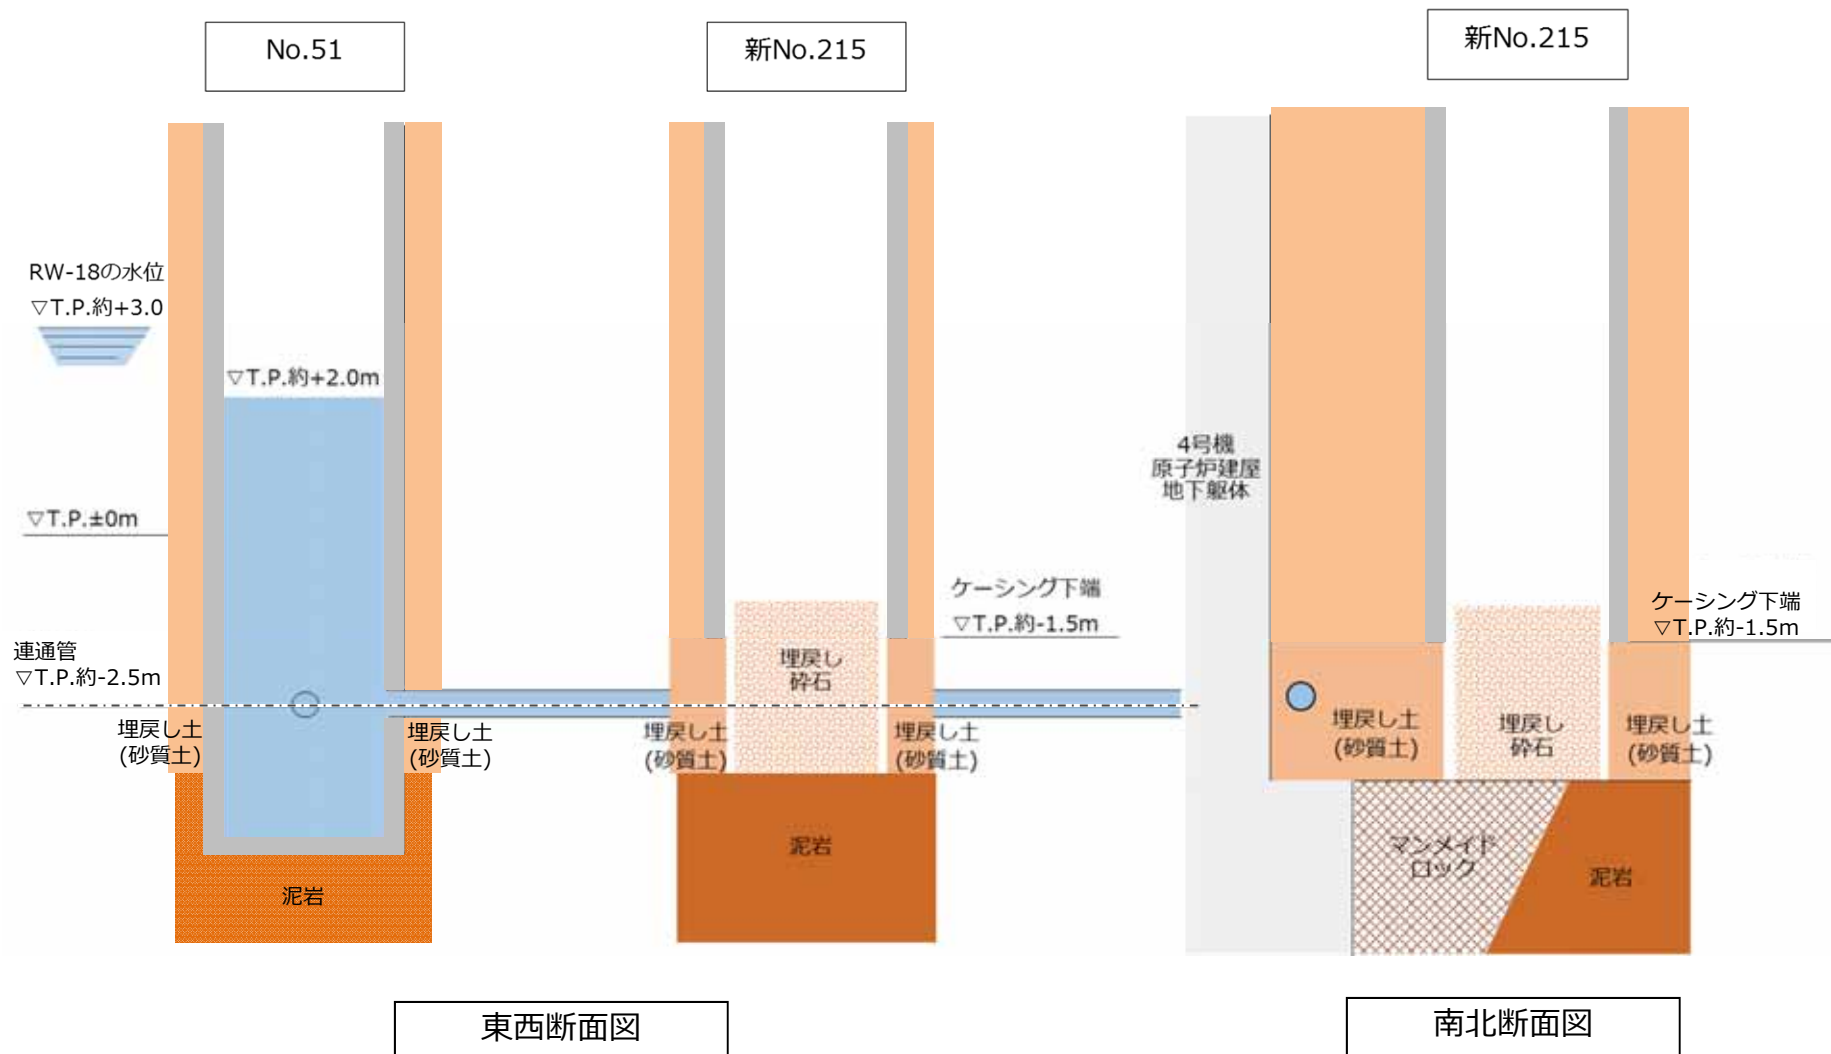 No.51
新No.215
新No.215
RW-18の水位
▽T.P.約+3.0
▽T.P.約+2.0m
4号機
原子炉建屋
地下躯体
▽T.P.±0m
ケーシング下端
▽T.P.約-1.5m
ケーシング下端
▽T.P.約-1.5m
連通管
▽T.P.約-2.5m
埋戻し
砕石
埋戻し土
(砂質土)
埋戻し土
(砂質土)
埋戻し土
(砂質土)
埋戻し土
(砂質土)
埋戻し土
(砂質土)
埋戻し
砕石
埋戻し土
(砂質土)
泥岩
泥岩
マンメイド
ロック
泥岩
東西断面図
南北断面図